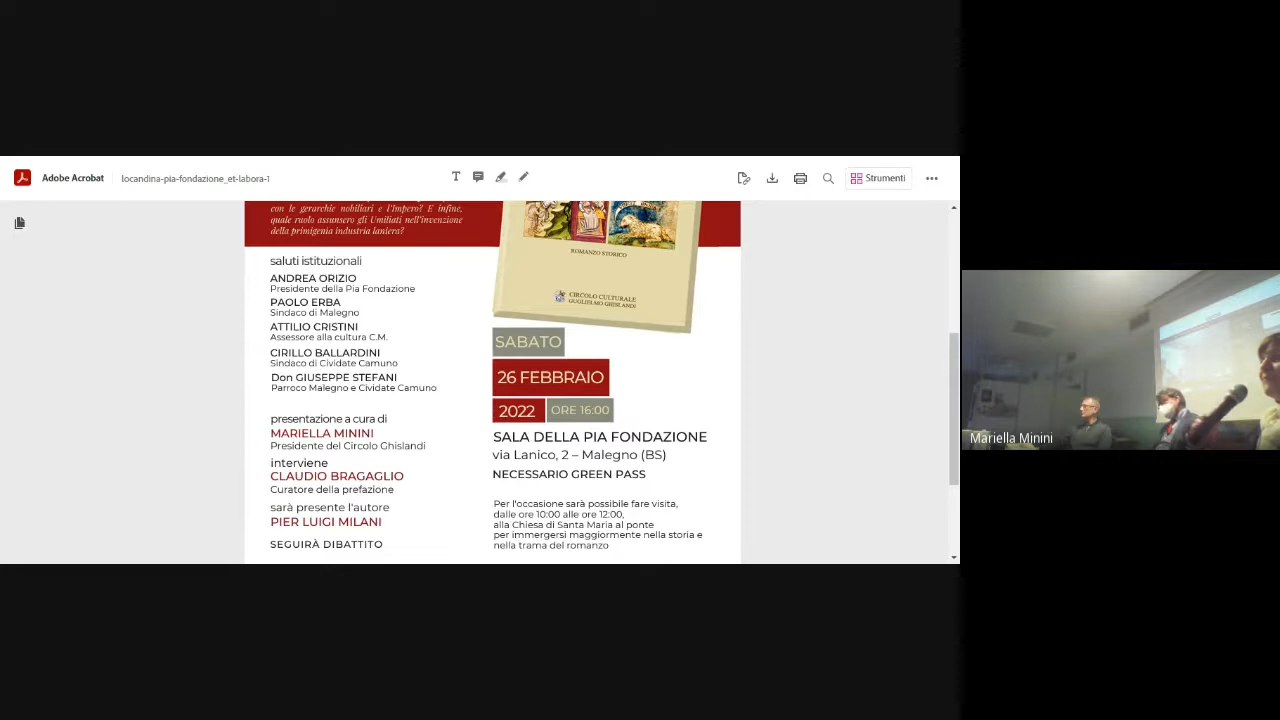 Adobe Acrobat
locandina-pia-fondazione_et-labora-1
Strumenti
con le gerarchie nobiliari e l'Impero? E infine,
quale ruolo assunsero gli Umiliati nell'invenzione
della primigenia industria laniera?
saluti istituzionali
ANDREA ORIZIO
Presidente della Pia Fondazione
PAOLO ERBA
Sindaco di Malegno
ATTILIO CRISTINI
Assessore alla cultura C.M.
CIRILLO BALLARDINI
Sindaco di Cividate Camuno
Don GIUSEPPE STEFANI
Parroco Malegno e Cividate Camuno
presentazione a cura di
MARIELLA MININI
Presidente del Circolo Ghislandi
interviene
CLAUDIO BRAGAGLIO
Curatore della prefazione
sarà presente l'autore
PIER LUIGI MILANI
SEGUIRÀ DIBATTITO
ROMANZO STORICO
CIRCOLO CULTURALE
GUGLIELMO GHISLANDI
SABATO
26 FEBBRAIO
2022 ORE 16:00
SALA DELLA PIA FONDAZIONE
via Lanico, 2 – Malegno (BS)
NECESSARIO GREEN PASS
Per l'occasione sarà possibile fare visita,
dalle ore 10:00 alle ore 12:00,
alla Chiesa di Santa Maria al ponte
per immergersi maggiormente nella storia e
nella trama del romanzo
Mariella Minini